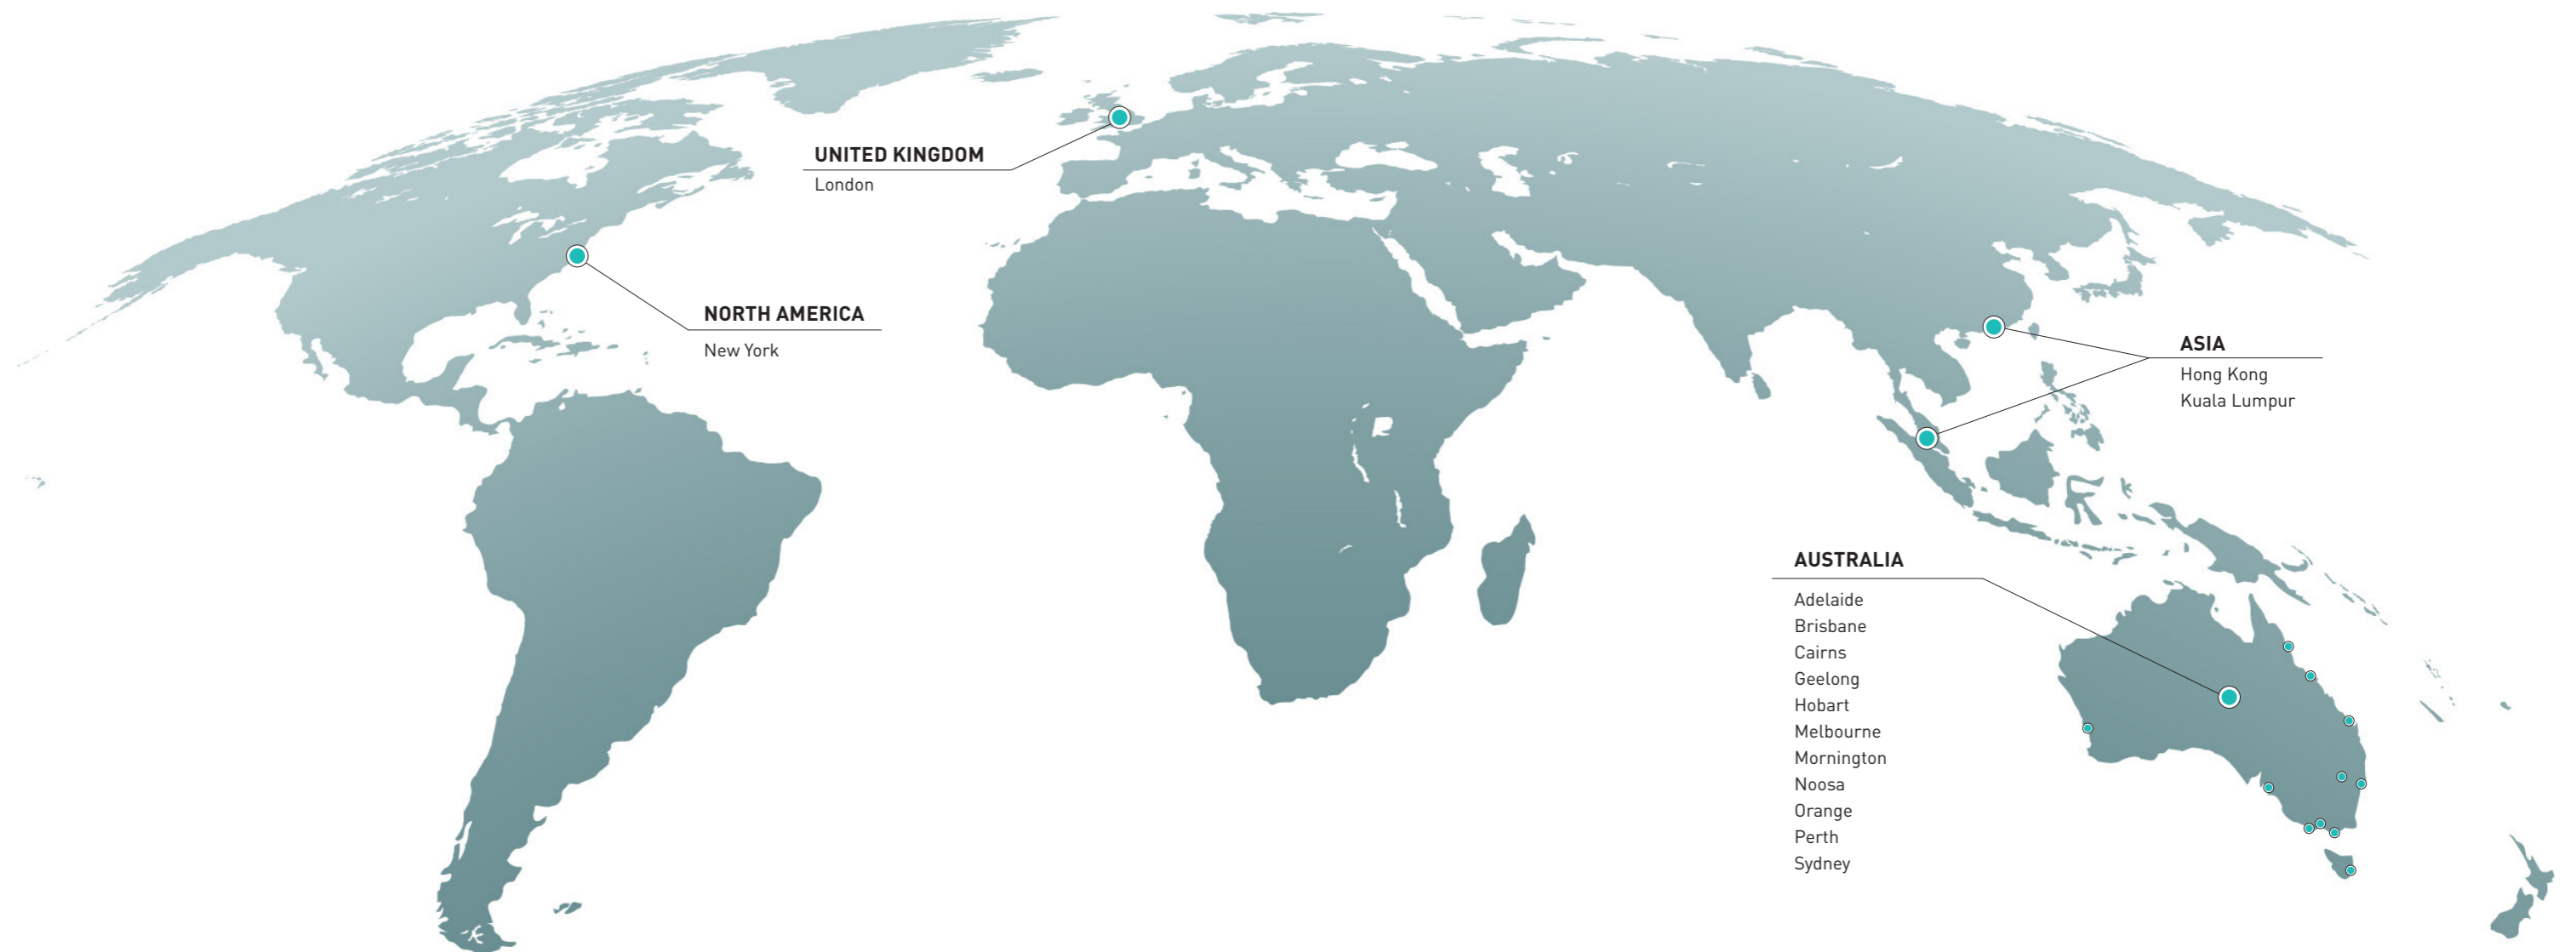 UNITED KINGDOM
London
NORTH AMERICA
New York
ASIA
Hong Kong
Kuala Lumpur
AUSTRALIA
Adelaide
Brisbane
Cairns
Geelong
Hobart
Melbourne
Mornington
Noosa
Orange
Perth
Sydney